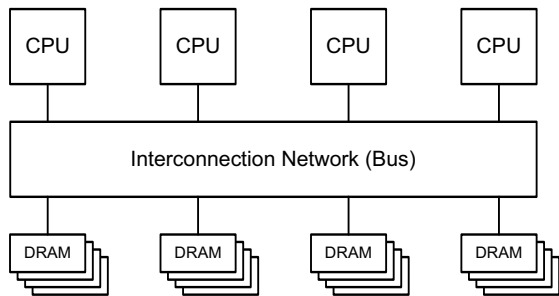 CPU CPU CPU CPU
Interconnection Network (Bus)
DRAM DRAM DRAM DRAM